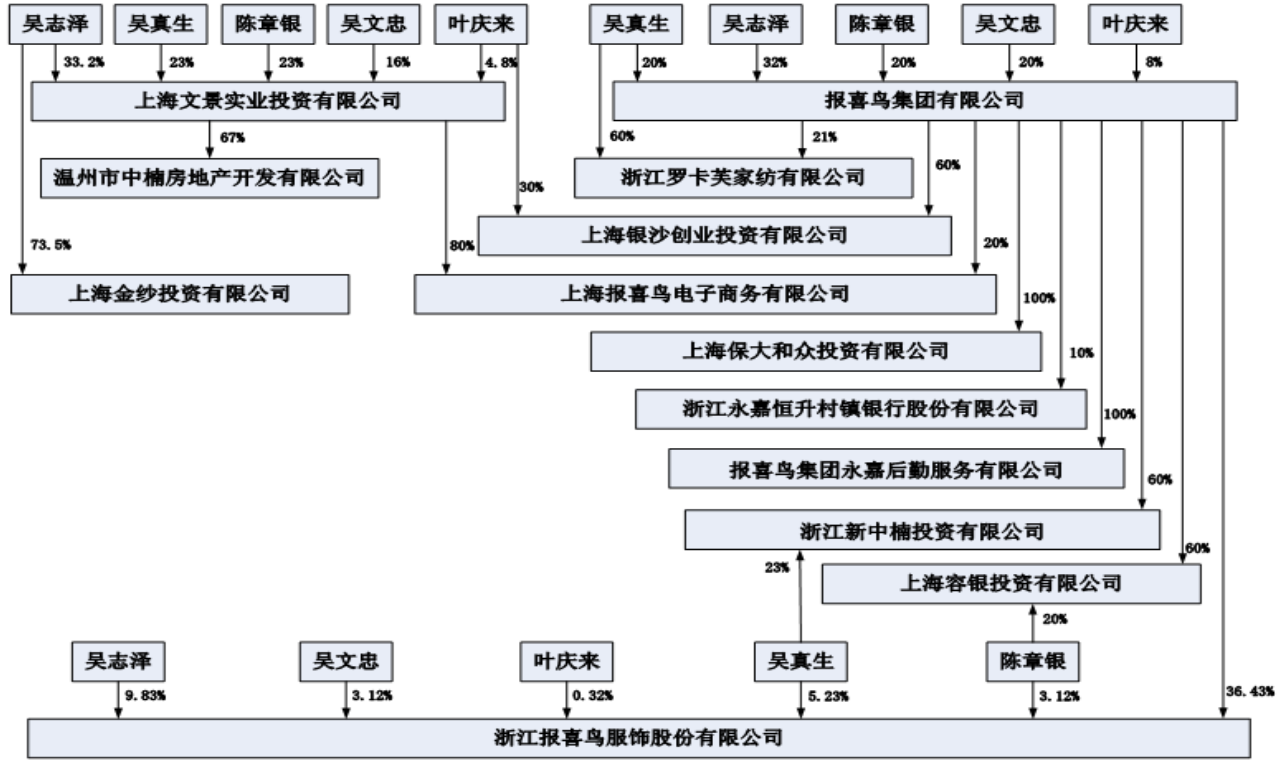 吴志泽 吴真生 陈章银 吴文忠 叶庆来 吴真生 吴志泽 陈章银 吴文忠 叶庆来
33.2% 23% 23% 16% 4.8% 20% 32% 20% 20% 8%
上海文景实业投资有限公司 报喜鸟集团有限公司
67% 60% 21% 60%
温州市中楠房地产开发有限公司 浙江罗卡芙家纺有限公司
30%
上海银沙创业投资有限公司
73.5% 80% 20%
上海金纱投资有限公司 上海报喜鸟电子商务有限公司
100%
上海保大和众投资有限公司
10%
浙江永嘉恒升村镇银行股份有限公司
100%
报喜鸟集团永嘉后勤服务有限公司
60%
浙江新中楠投资有限公司
23% 60%
上海容银投资有限公司
20%
吴志泽 吴文忠 叶庆来 吴真生 陈章银
9.83% 3.12% 0.32% 5.23% 3.12% 36.43%
浙江报喜鸟服饰股份有限公司